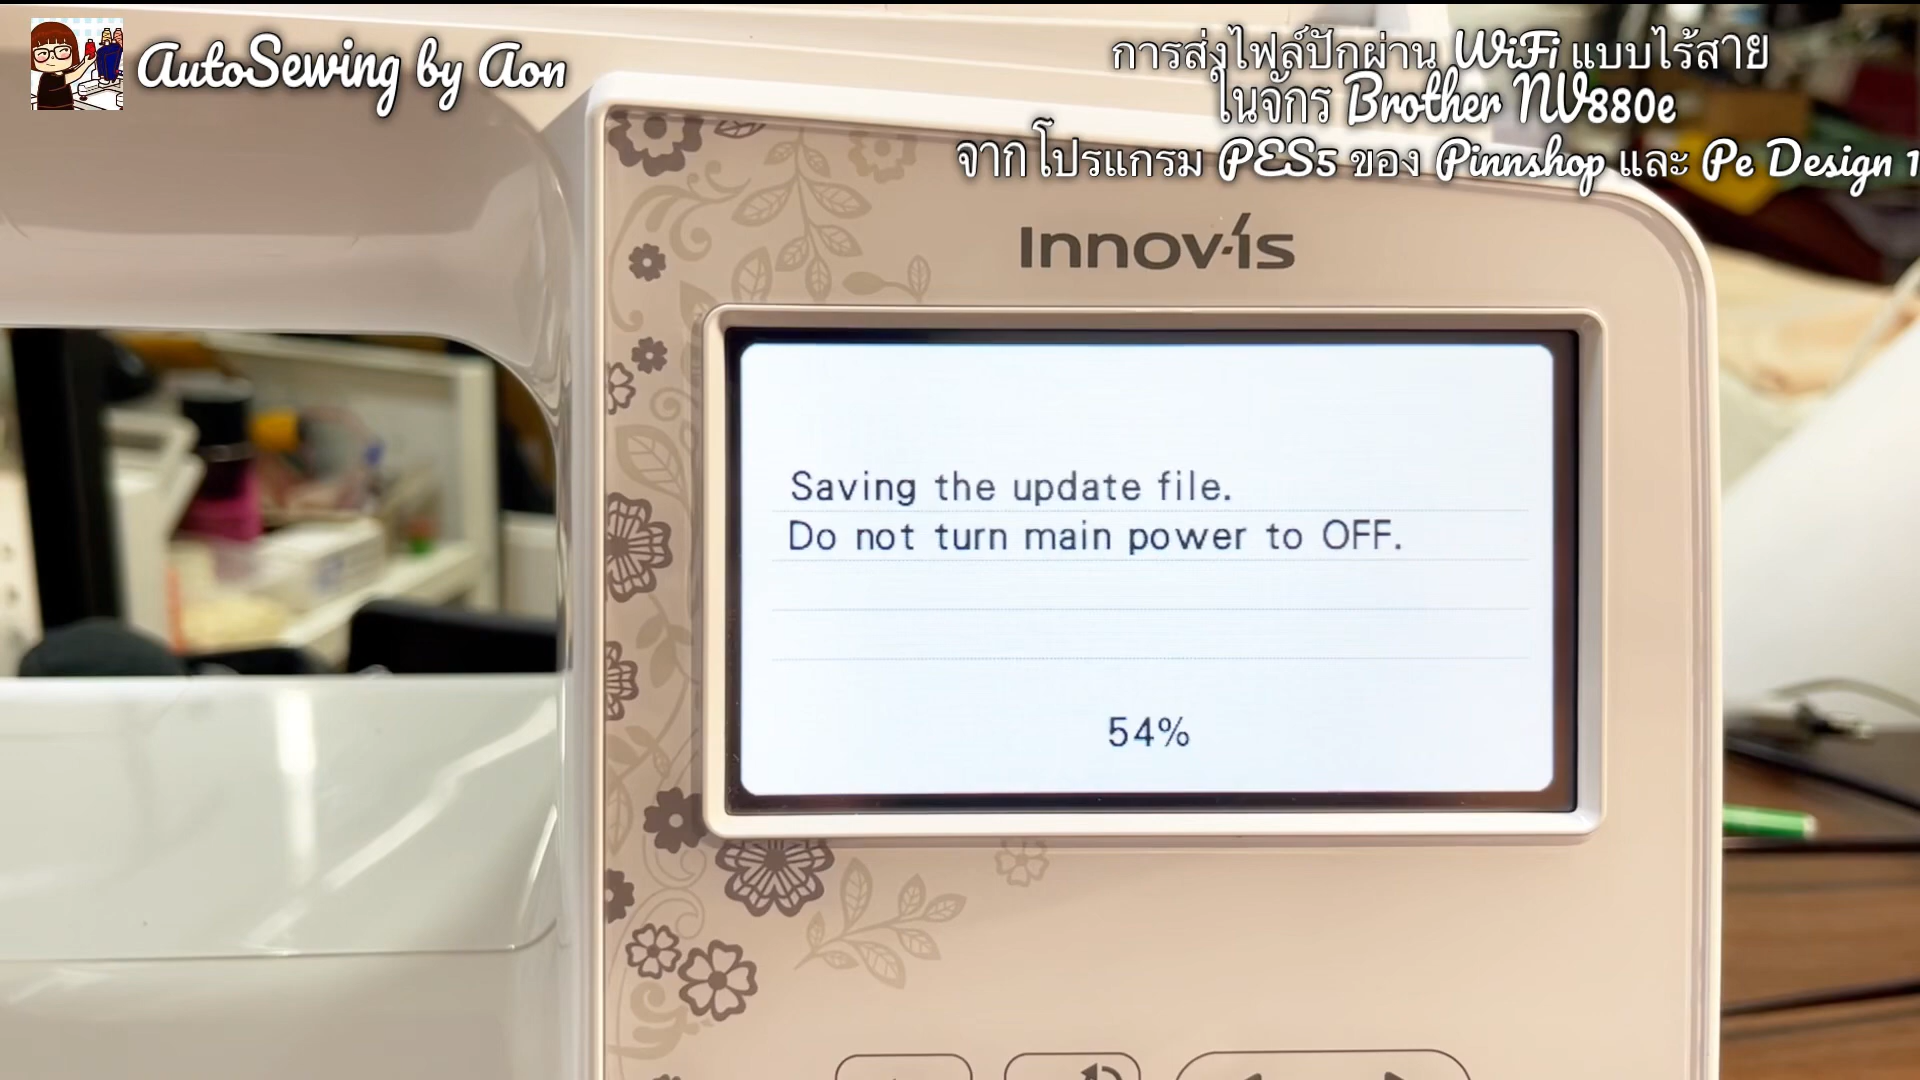 AutoSewing by Aon
การส่งไฟล์ปักผ่าน WiFi แบบไร้สาย
ในจักร Brother NV880e
จากโปรแกรม PES5 ของ Pinnshop และ Pe Design 1
Innov-ís
Saving the update file.
Do not turn main power to OFF.
54%